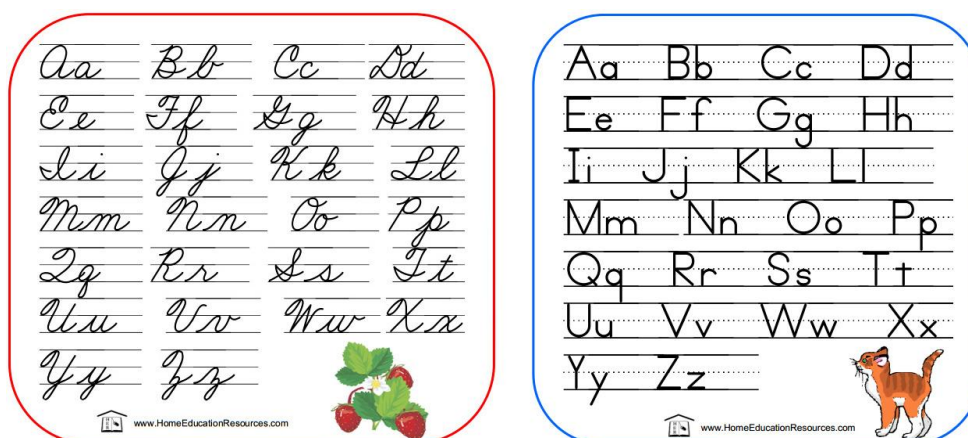 Aa Bb Cc Dd
Ee Ff Gg Hh
Ii Jj Kk Ll
Mm Nn Oo Pp
Qq Rr Ss Tt
Uu Vv Ww Xx
Yy Zz
www.HomeEducationResources.com
Aa Bb Cc Dd
Ee Ff Gg Hh
Ii Jj Kk Ll
Mm Nn Oo Pp
Qq Rr Ss Tt
Uu Vv Ww Xx
Yy Zz
www.HomeEducationResources.com